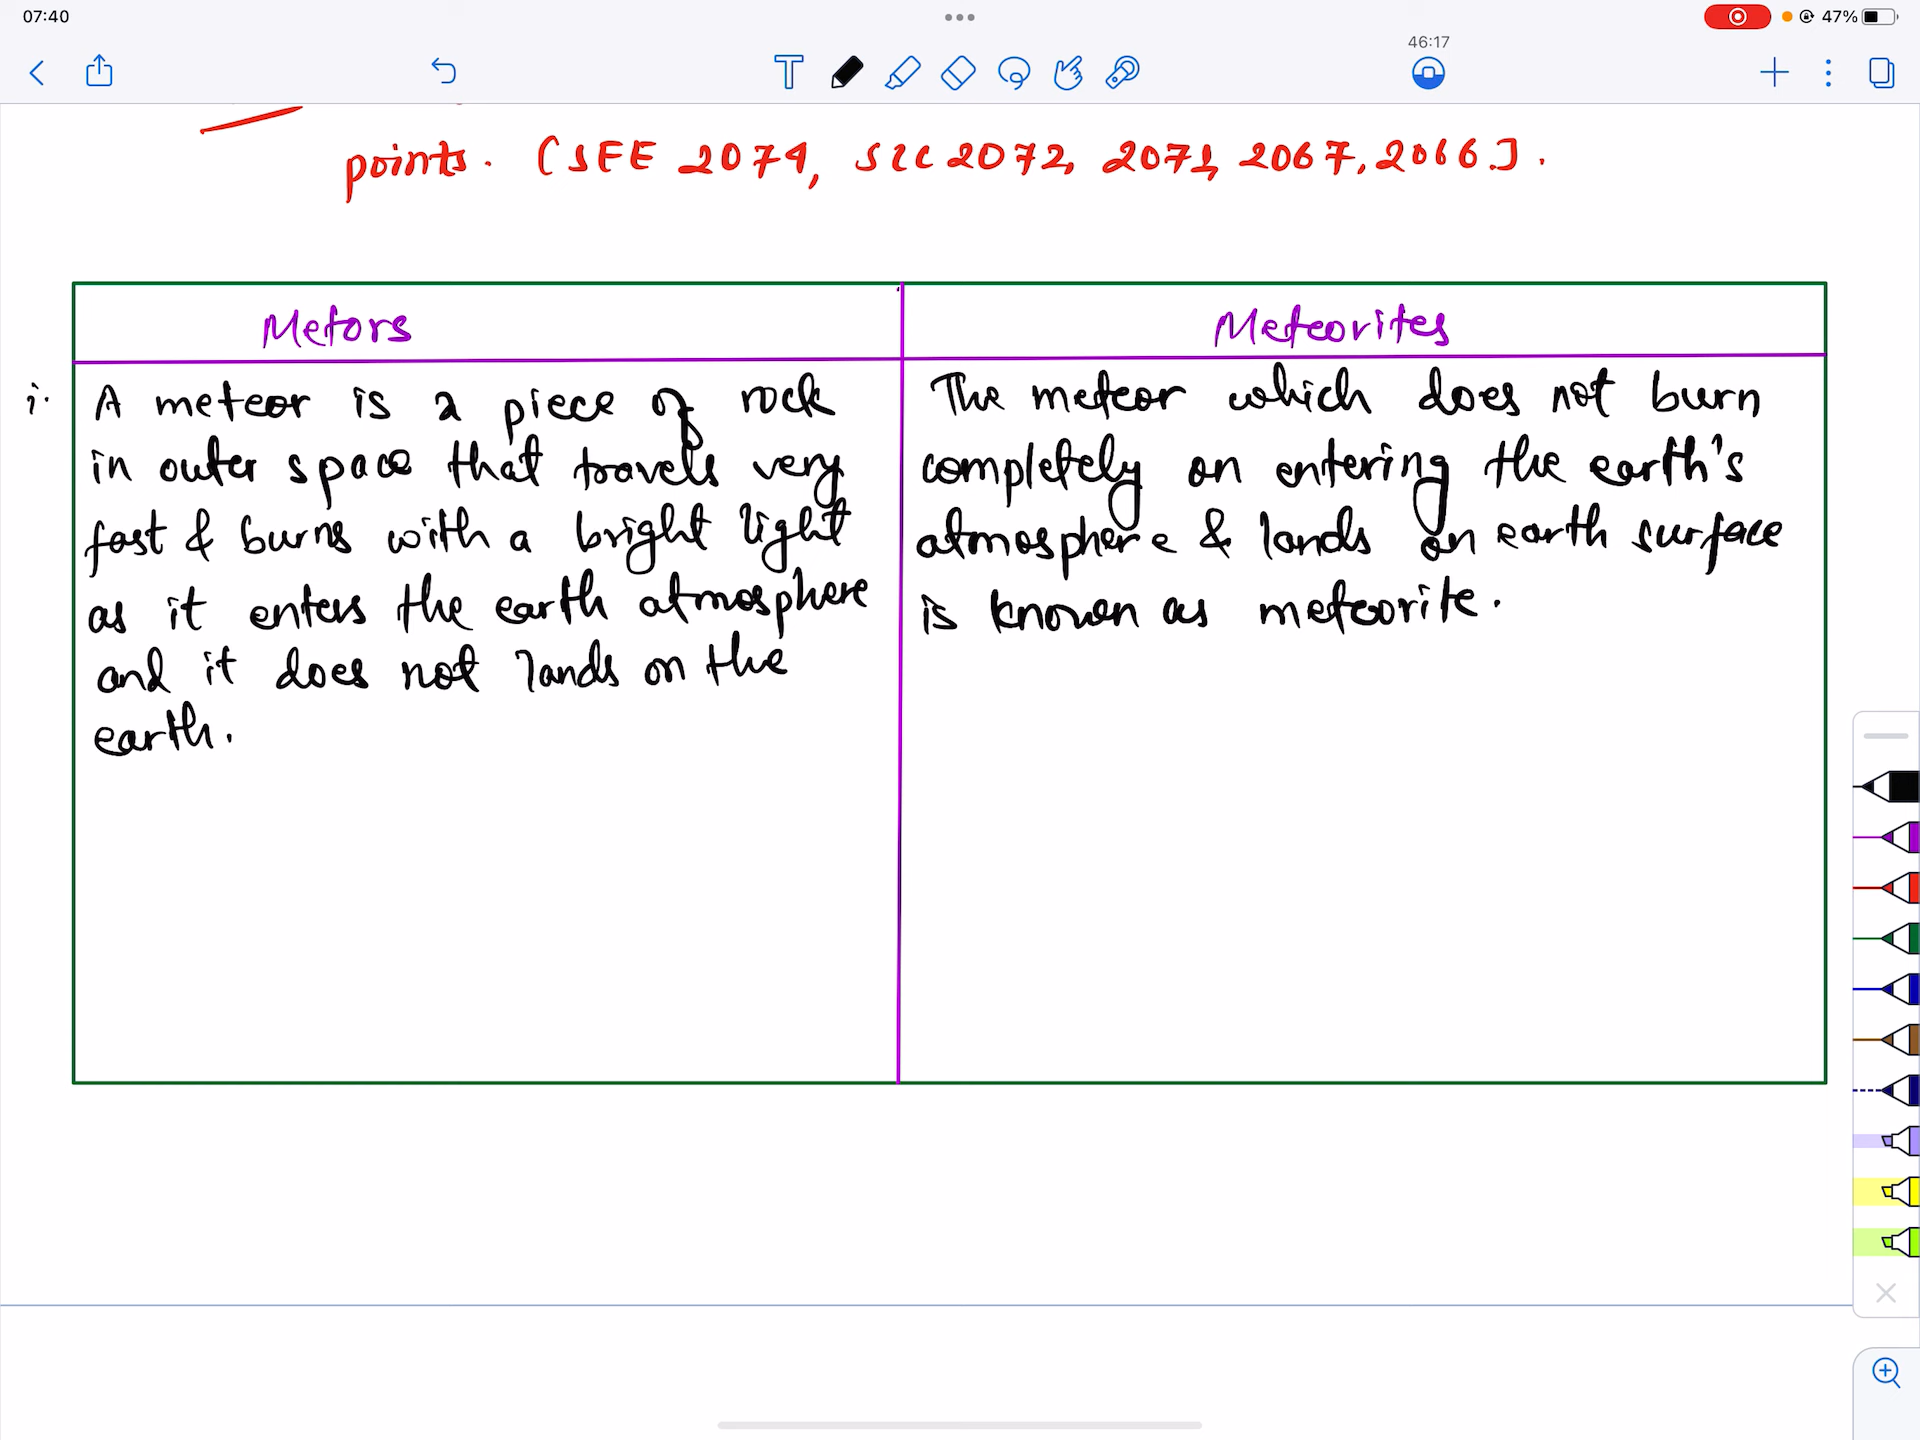 07:40
47%
46:17
points. (SEE 2074, SLC 2072, 2071, 2067, 2066].
Metors
Meteorites
i.
A meteor is a piece of rock
in outer space that travels very
fast & burns with a bright light
as it enters the earth atmosphere
and it does not lands on the
earth.
The meteor which does not burn
completely on entering the earth's
atmosphere & lands on earth surface
is known as meteorite.